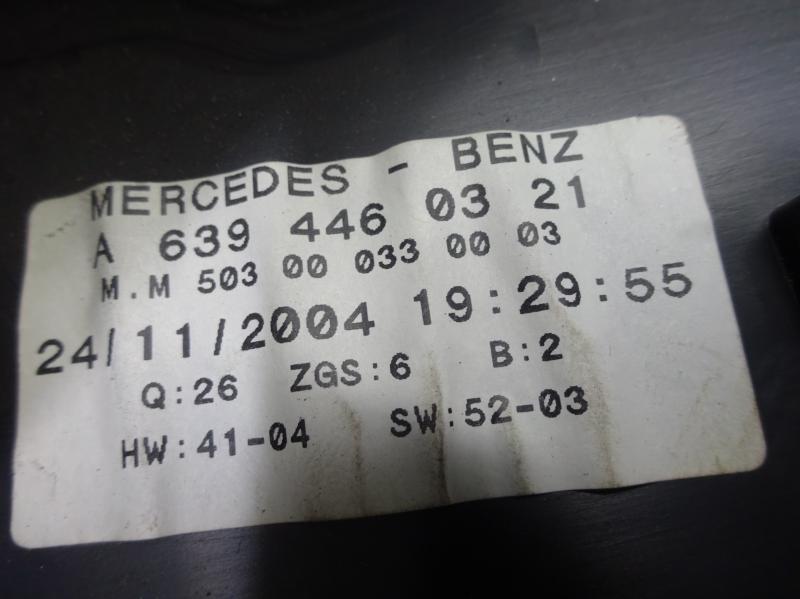 MERCEDES - BENZ
A 639 446 03 21
M.M 503 00 033 00 03
24/11/2004 19:29:55
Q:26 ZGS:6 B:2
HW:41-04 SW:52-03